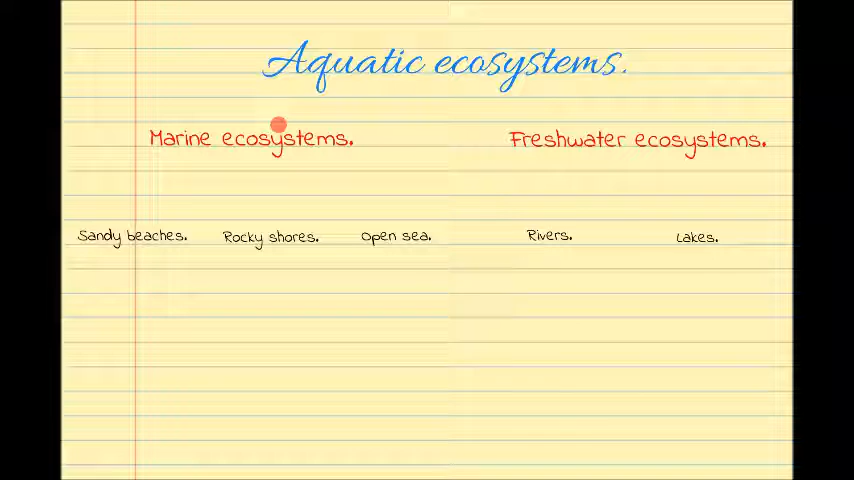 Aquatic ecosystems.
Marine ecosystems. Freshwater ecosystems.
Sandy beaches. Rocky shores. Open sea. Rivers. Lakes.